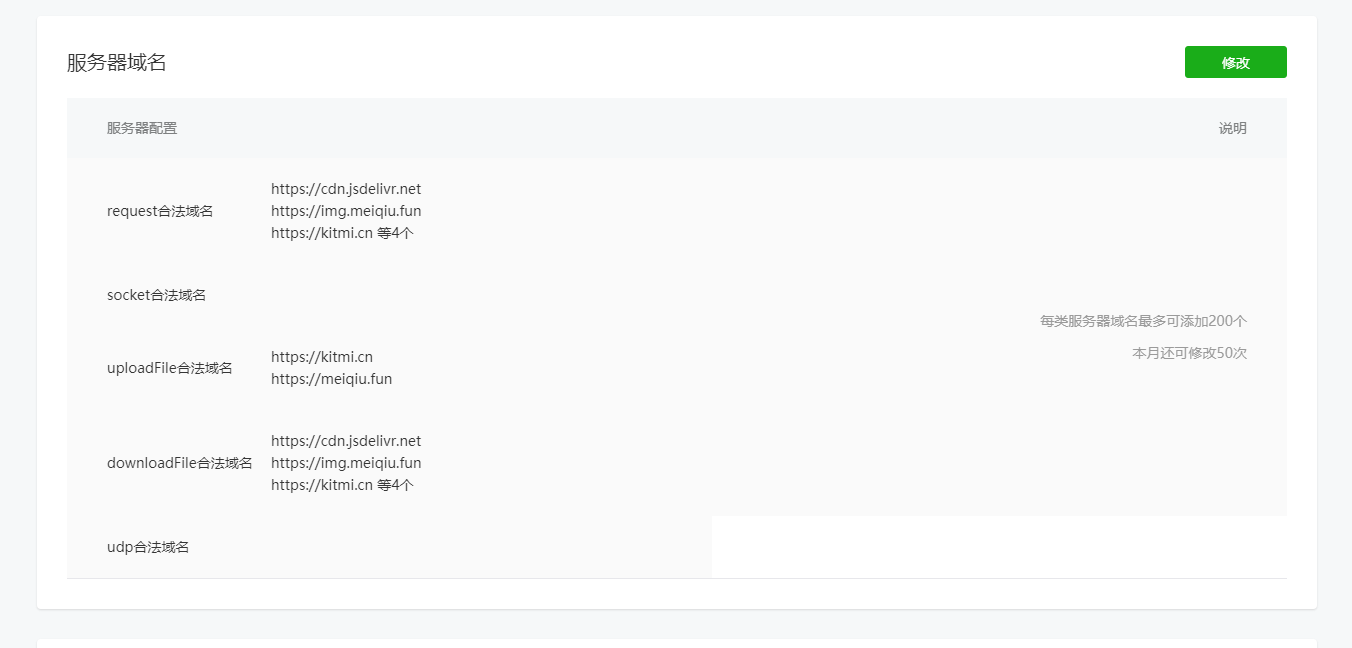 服务器域名
修改
服务器配置
说明
request合法域名
https://cdn.jsdelivr.net
https://img.meiqiu.fun
https://kitmi.cn 等4个
socket合法域名
uploadFile合法域名
https://kitmi.cn
https://meiqiu.fun
downloadFile合法域名
https://cdn.jsdelivr.net
https://img.meiqiu.fun
https://kitmi.cn 等4个
udp合法域名
每类服务器域名最多可添加200个
本月还可修改50次